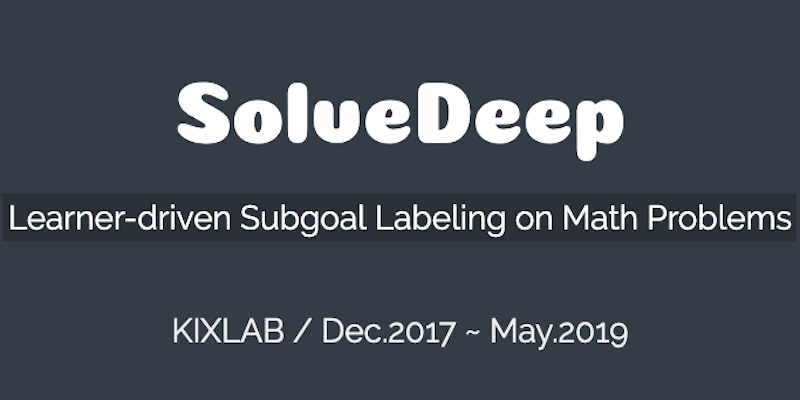 SolveDeep
Learner-driven Subgoal Labeling on Math Problems
KIXLAB / Dec.2017 ~ May.2019